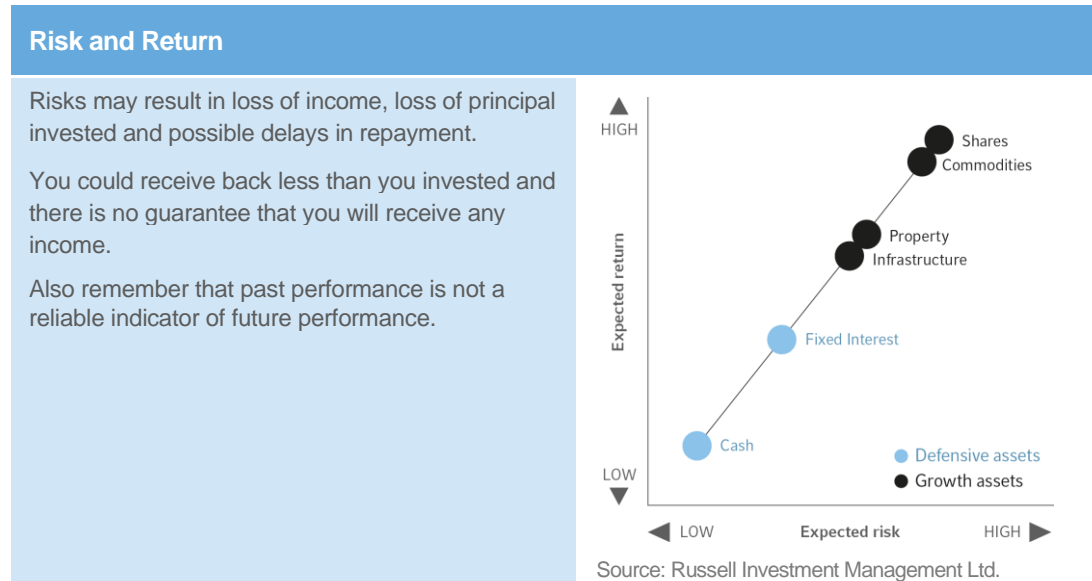 Risk and Return
Risks may result in loss of income, loss of principal
invested and possible delays in repayment.
You could receive back less than you invested and
there is no guarantee that you will receive any
income.
Also remember that past performance is not a
reliable indicator of future performance.
HIGH
Expected return
LOW
Shares
Commodities
Property
Infrastructure
Fixed Interest
Cash
Defensive assets
Growth assets
LOW
Expected risk
HIGH
Source: Russell Investment Management Ltd.